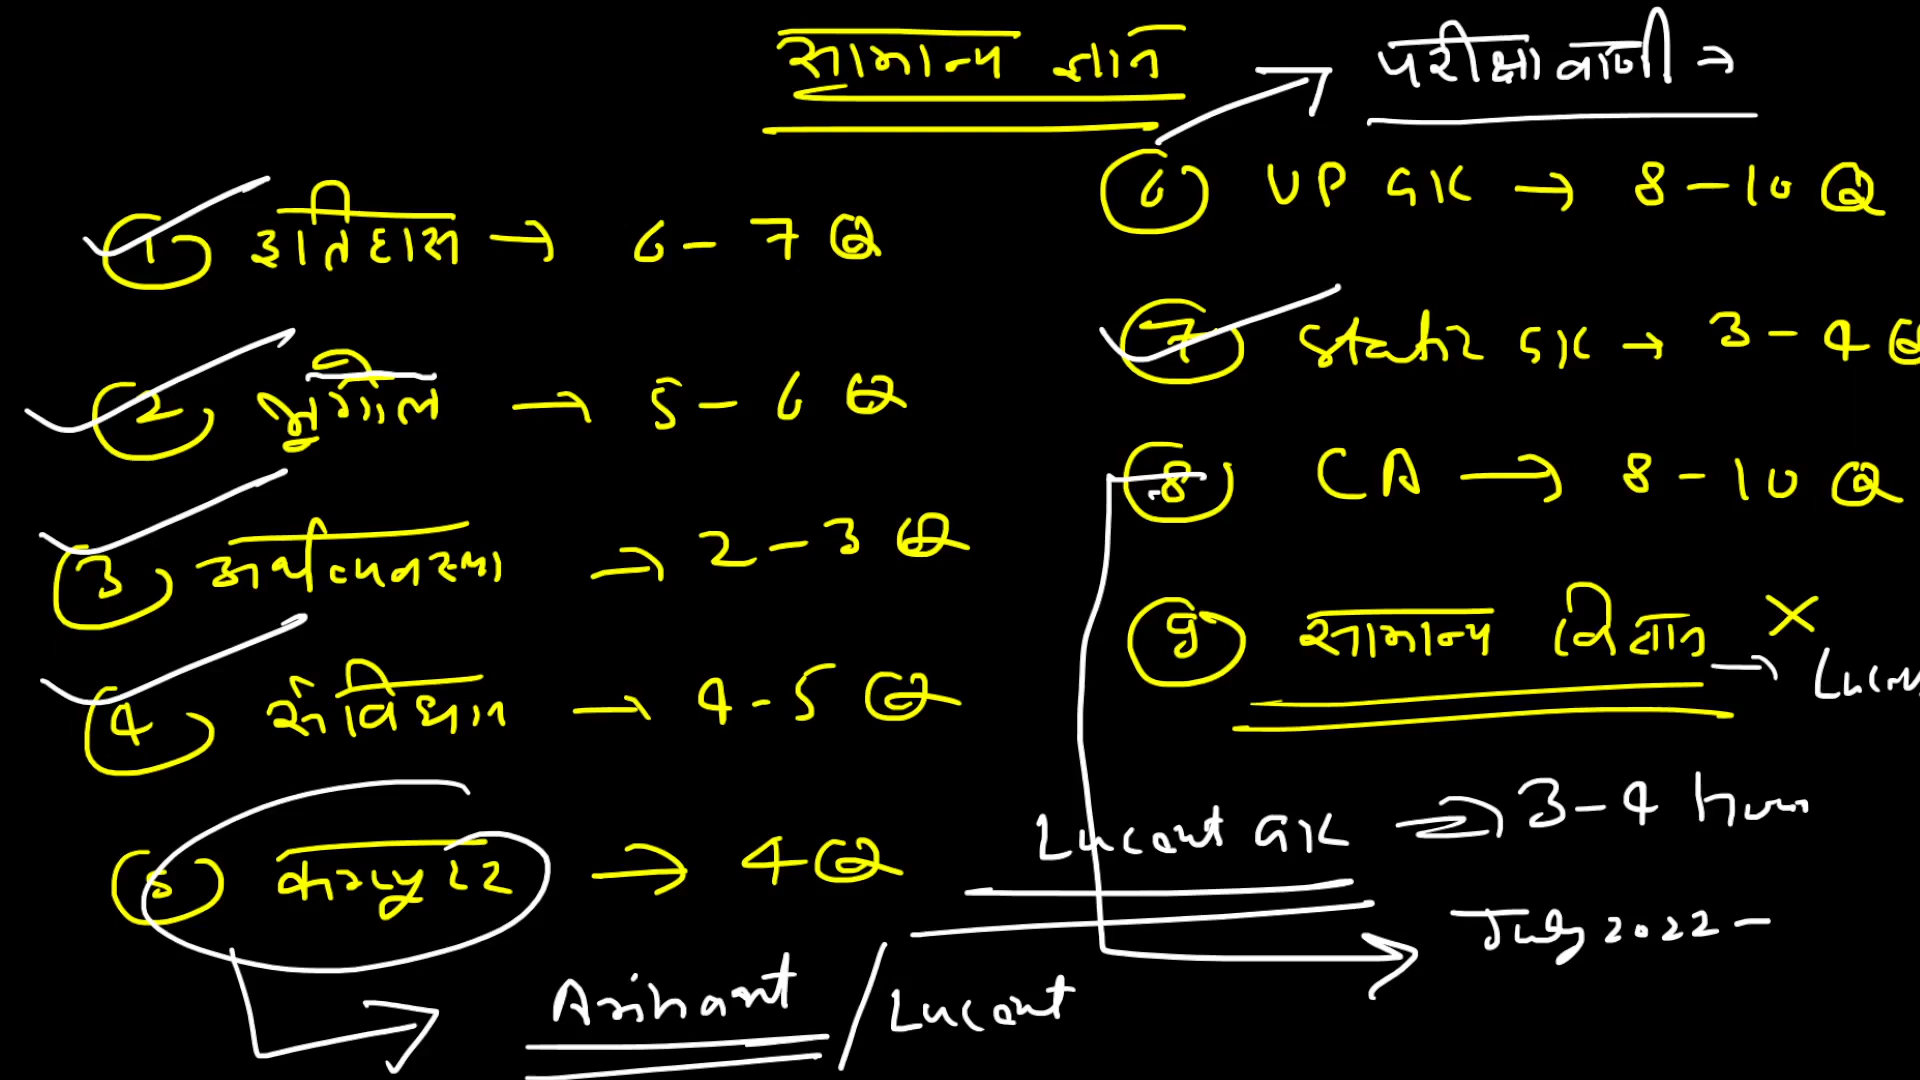 सामान्य ज्ञान
परीक्षा वाणी →
① इतिहास → 6 - 7 Q
② भूगोल → 5 - 6 Q
③ अर्थव्यवस्था → 2 - 3 Q
④ संविधान → 4 - 5 Q
⑤ कम्प्यूटर → 4 Q
Arihant / Lucent
⑥ UP GK → 8 - 10 Q
⑦ Static GK → 3 - 4 Q
⑧ CA → 8 - 10 Q
⑨ सामान्य विज्ञान ×
Lucent GK ⇒ 3 - 4 hour
July 2022 -